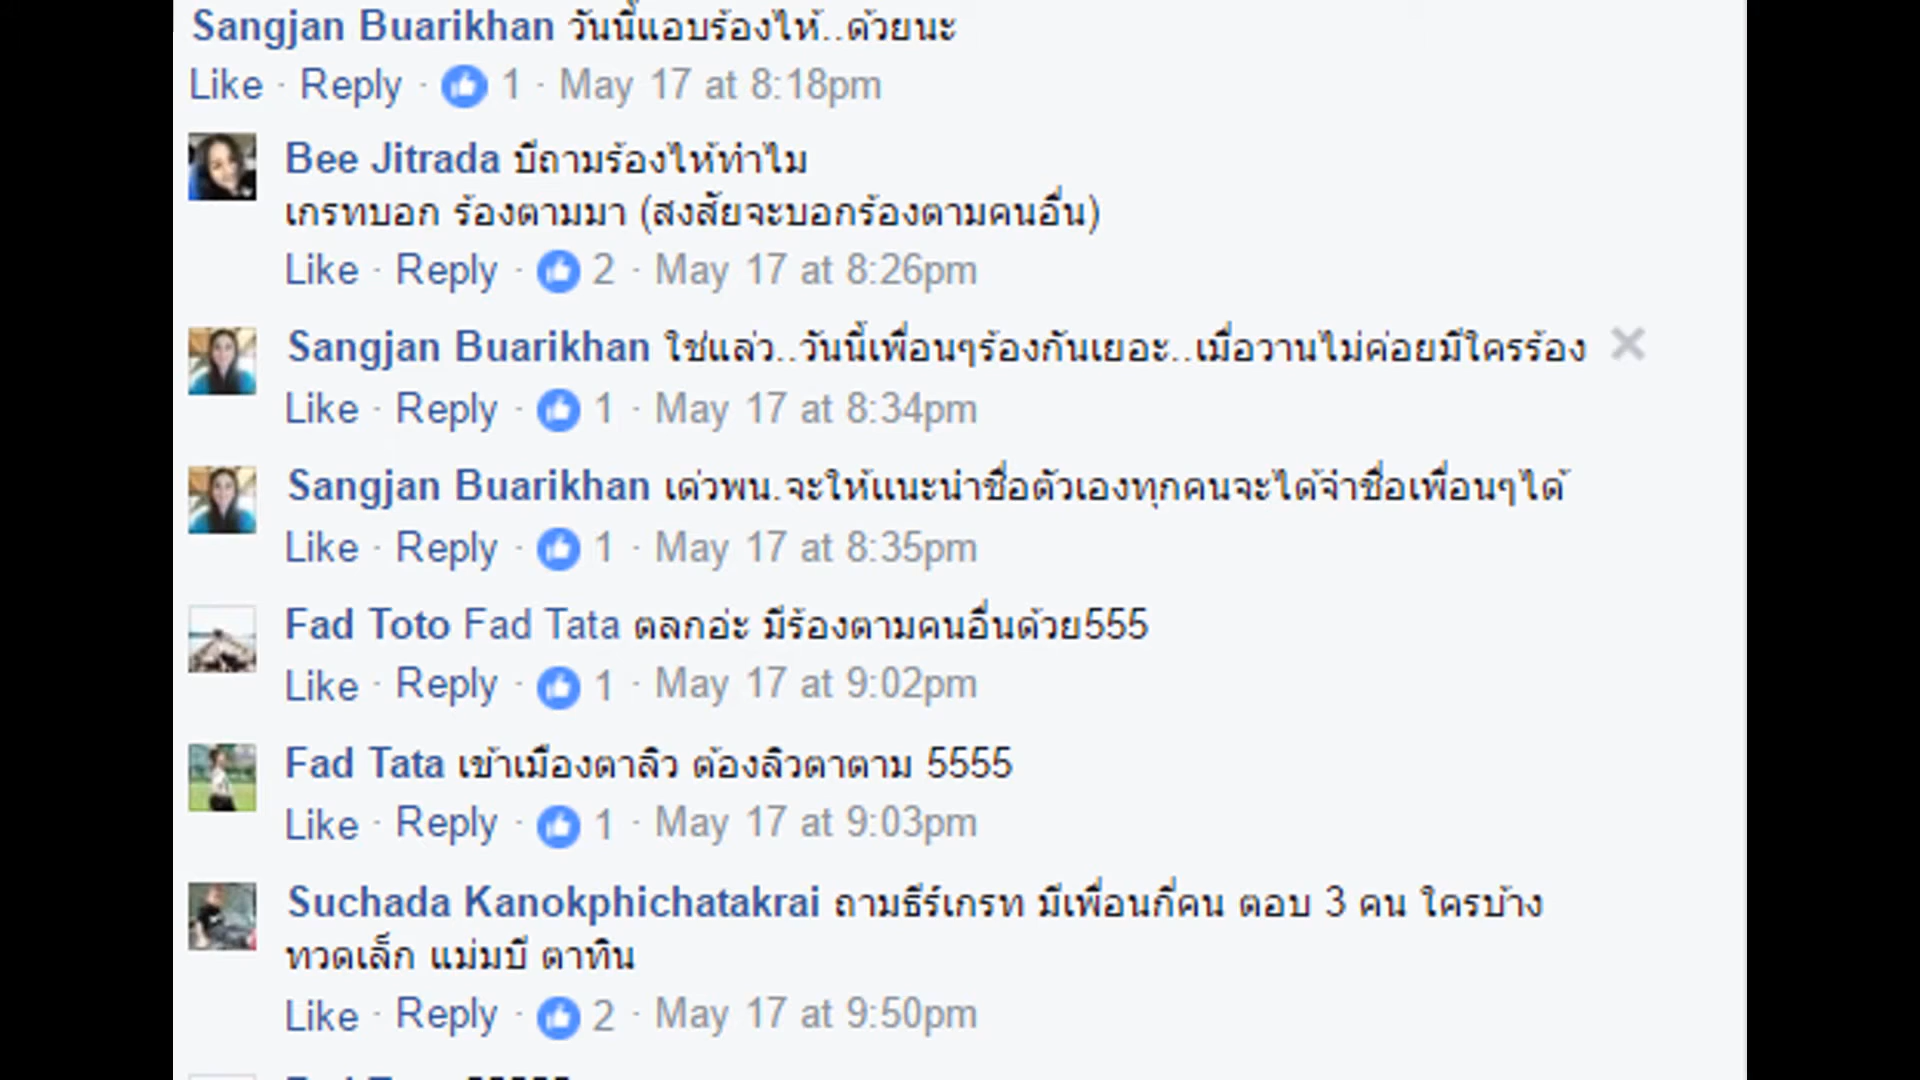 Sangjan Buarikhan วันนี้แอบร้องไห้..ด้วยนะ
Like · Reply · 1 · May 17 at 8:18pm
Bee Jitrada บีถามร้องไห้ทำไม
เกรทบอก ร้องตามมา (สงสัยจะบอกร้องตามคนอื่น)
Like · Reply · 2 · May 17 at 8:26pm
Sangjan Buarikhan ใช่แล่ว..วันนี้เพื่อนๆร้องกันเยอะ..เมื่อวานไม่ค่อยมีใครร้อง
Like · Reply · 1 · May 17 at 8:34pm
Sangjan Buarikhan เด่วพน.จะให้แนะนำชื่อตัวเองทุกคนจะได้จำชื่อเพื่อนๆได้
Like · Reply · 1 · May 17 at 8:35pm
Fad Toto Fad Tata ตลกอ่ะ มีร้องตามคนอื่นด้วย555
Like · Reply · 1 · May 17 at 9:02pm
Fad Tata เข้าเมืองตาลิว ต้องลิวตาตาม 5555
Like · Reply · 1 · May 17 at 9:03pm
Suchada Kanokphichatakrai ถามธีร์เกรท มีเพื่อนกี่คน ตอบ 3 คน ใครบ้าง
ทวดเล็ก แม่มบี ตาทิน
Like · Reply · 2 · May 17 at 9:50pm